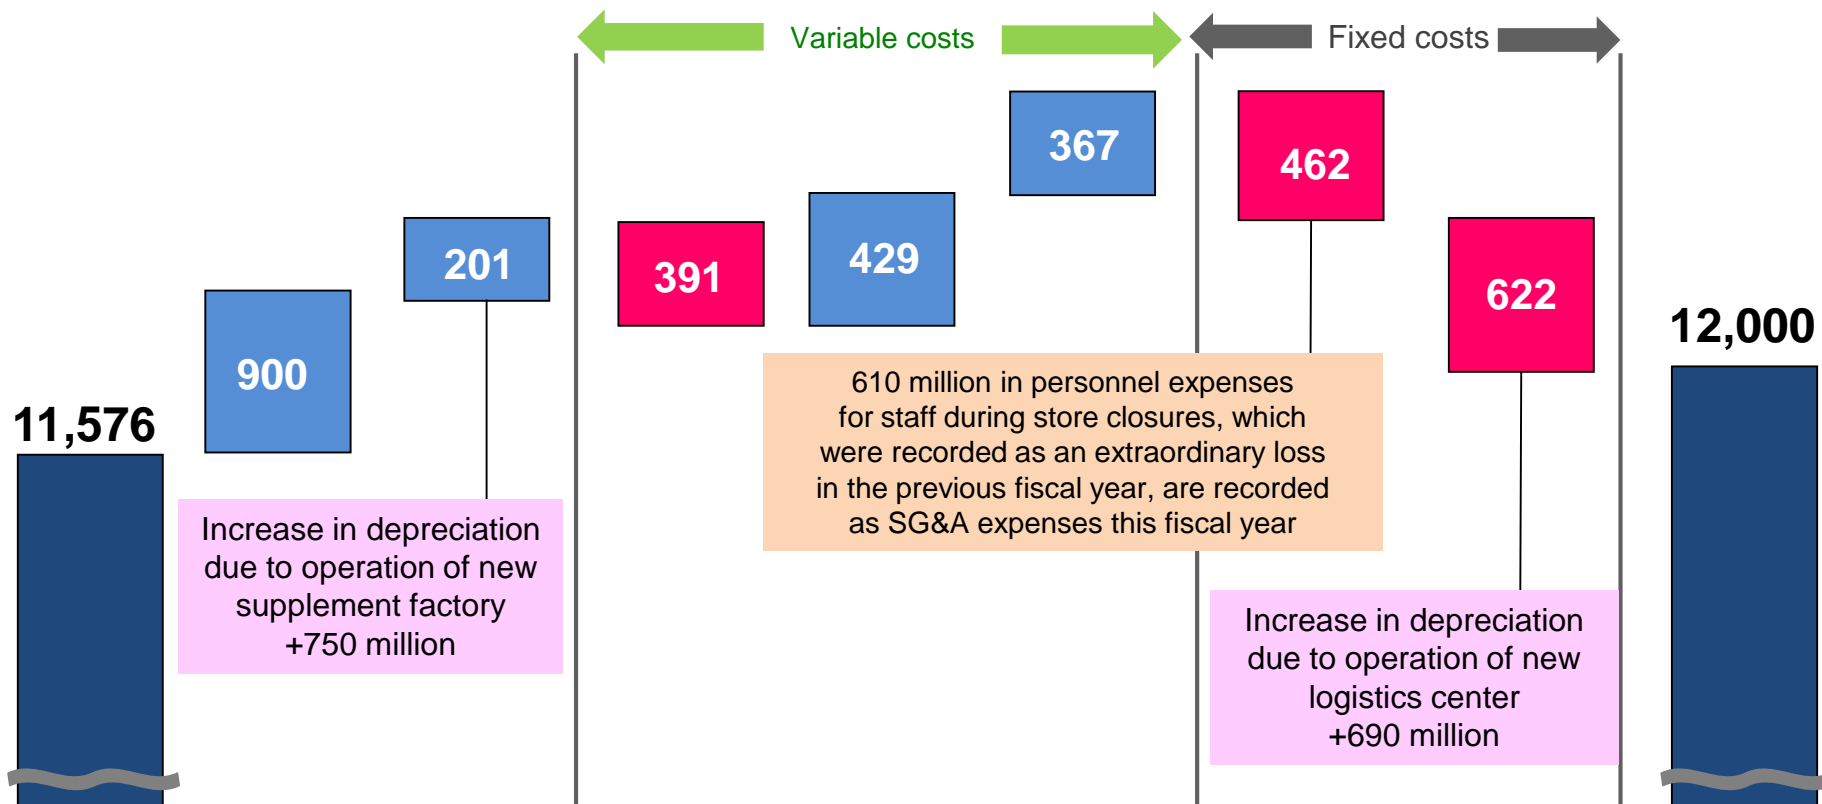 Variable costs
Fixed costs
367
462
201
391
429
622
900
11,576
12,000
610 million in personnel expenses
for staff during store closures, which
were recorded as an extraordinary loss
in the previous fiscal year, are recorded
as SG&A expenses this fiscal year
Increase in depreciation
due to operation of new
supplement factory
+750 million
Increase in depreciation
due to operation of new
logistics center
+690 million